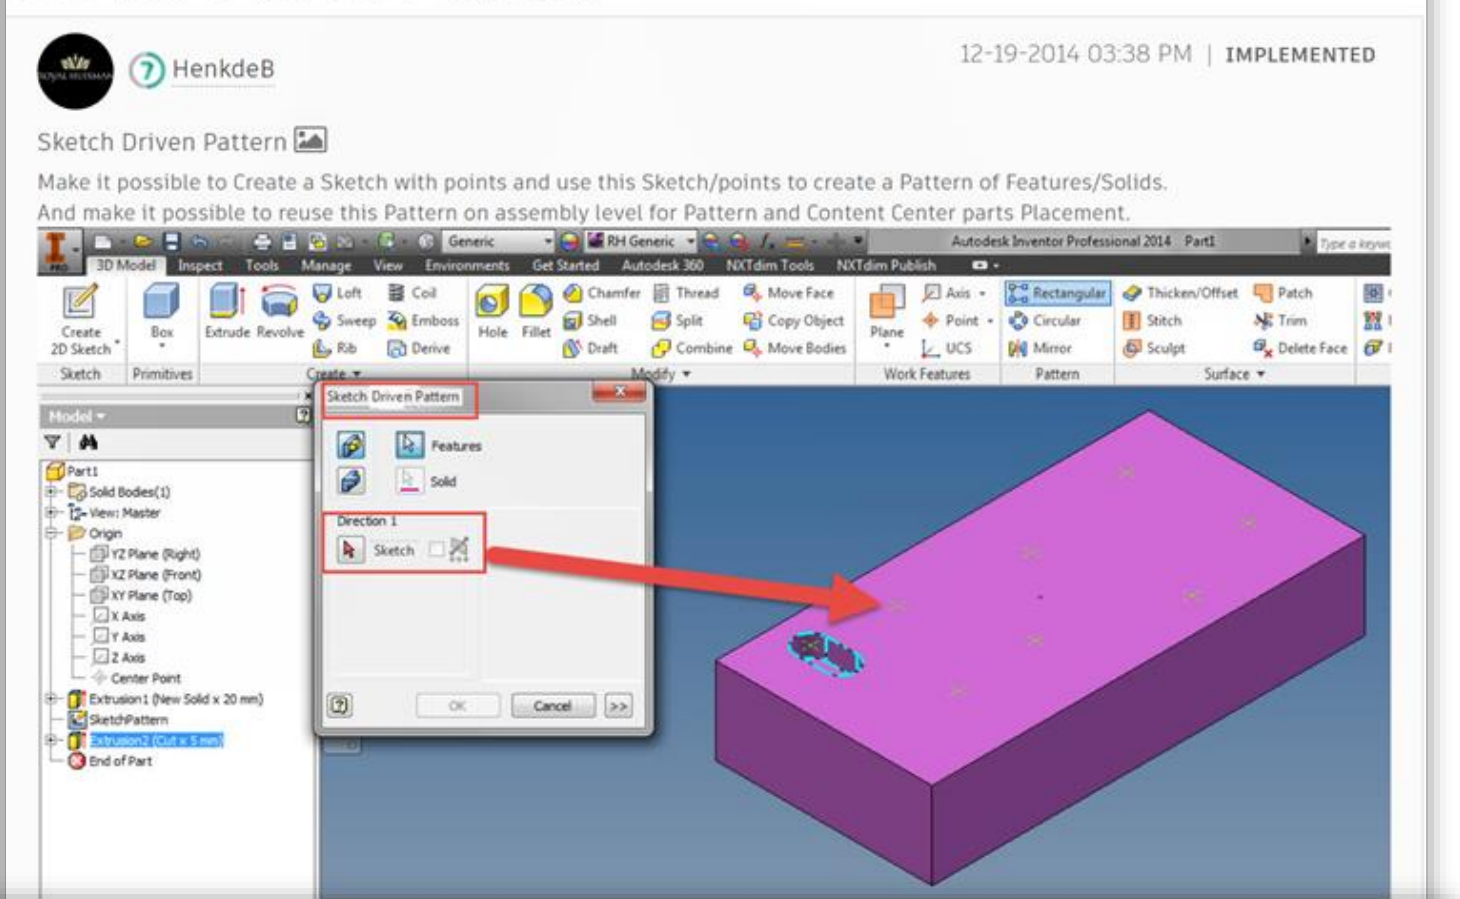 ROYAL HUISMAN
7 HenkdeB
12-19-2014 03:38 PM | IMPLEMENTED
Sketch Driven Pattern
Make it possible to Create a Sketch with points and use this Sketch/points to create a Pattern of Features/Solids.
And make it possible to reuse this Pattern on assembly level for Pattern and Content Center parts Placement.
PRO Generic RH Generic Autodesk Inventor Professional 2014 Part1
3D Model Inspect Tools Manage View Environments Get Started Autodesk 360 NXTdim Tools NXTdim Publish
Loft Coil Chamfer Thread Move Face Axis Rectangular Thicken/Offset Patch
Create Box Extrude Revolve Sweep Emboss Hole Fillet Shell Split Copy Object Plane Point Circular Stitch Trim
2D Sketch Rib Derive Draft Combine Move Bodies UCS Mirror Sculpt Delete Face
Sketch Primitives Create Modify Work Features Pattern Surface
Sketch Driven Pattern
Features
Solid
Direction 1
Sketch
OK Cancel >>
Model
Part1
Solid Bodies(1)
View: Master
Origin
YZ Plane (Right)
XZ Plane (Front)
XY Plane (Top)
X Axis
Y Axis
Z Axis
Center Point
Extrusion1 (New Solid x 20 mm)
SketchPattern
Extrusion2 (Cut x 5 mm)
End of Part